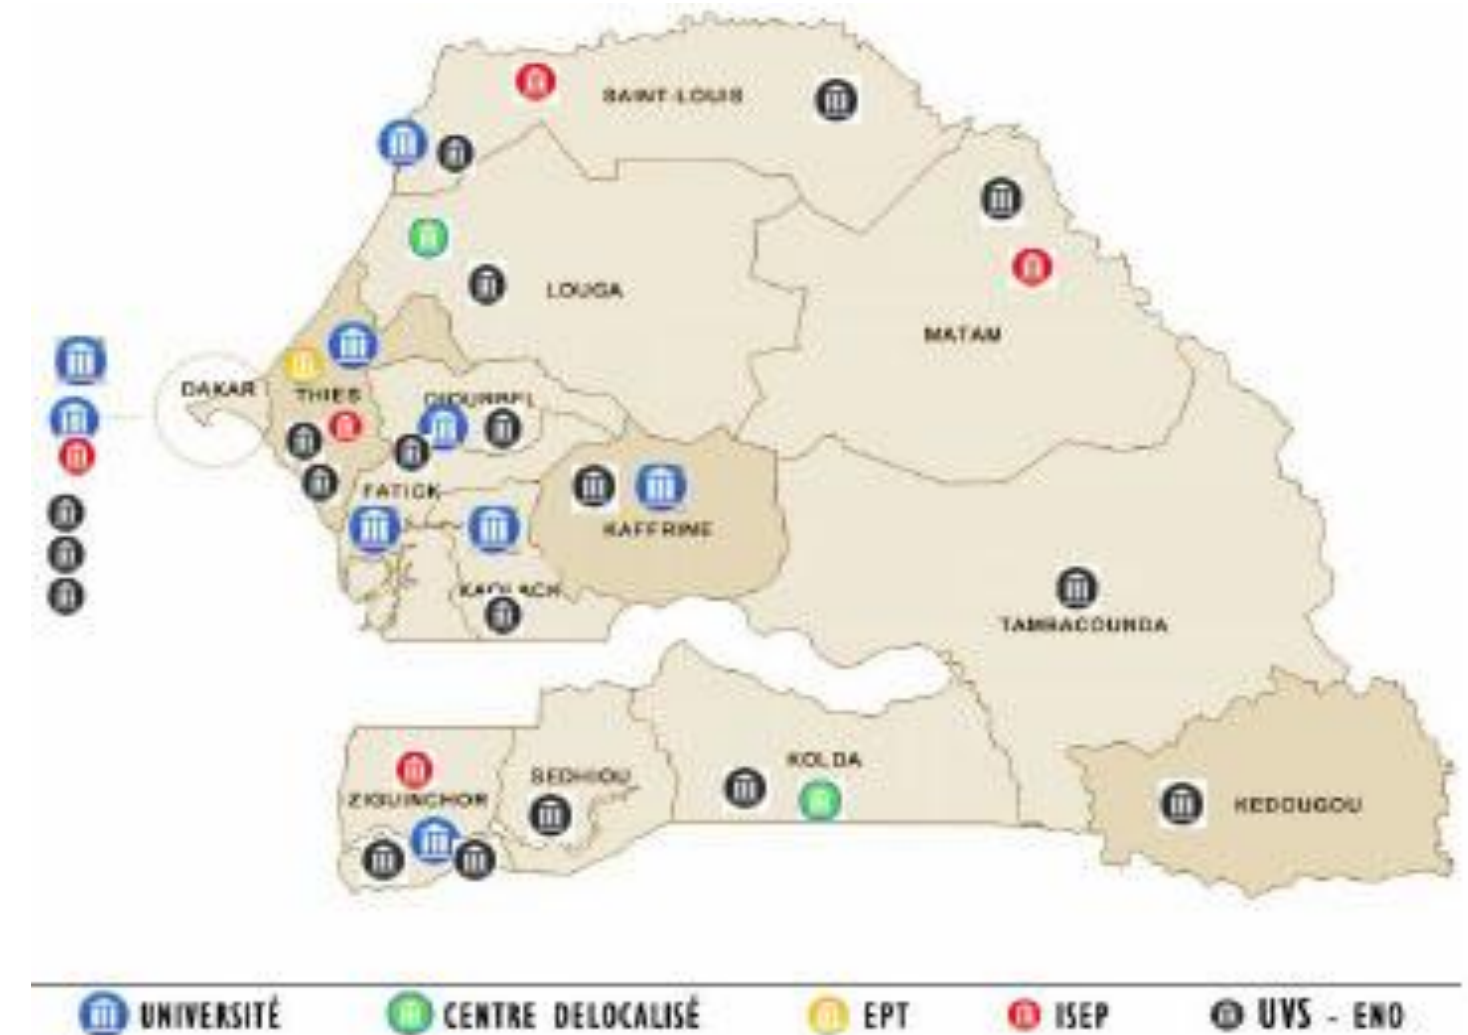 SAINT-LOUIS
LOUGA
MATAM
DAKAR
THIES
DIOURBEL
FATICK
KAFFRINE
KAOLACK
TAMBACOUNDA
KOLDA
SEDHIOU
ZIGUINCHOR
KEDOUGOU
UNIVERSITÉ CENTRE DELOCALISÉ EPT ISEP UVS - ENO